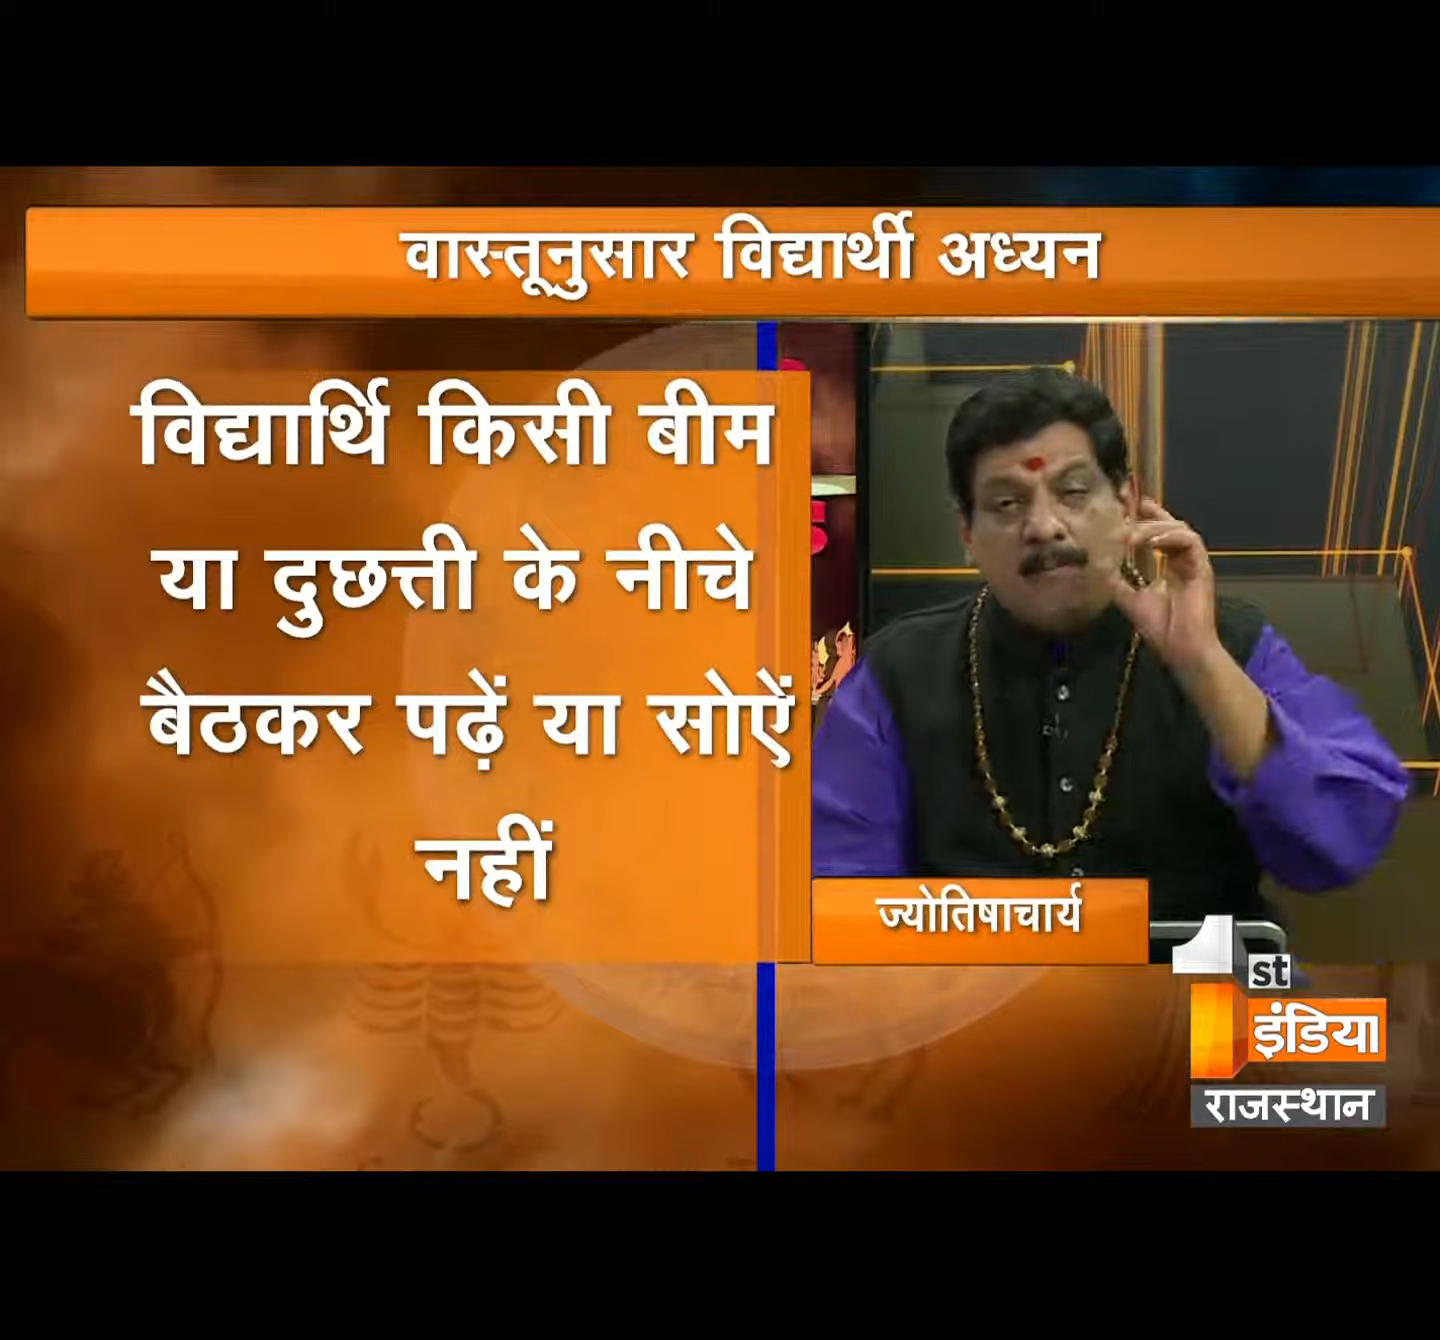 वास्तूनुसार विद्यार्थी अध्यन
विद्यार्थि किसी बीम
या दुछत्ती के नीचे
बैठकर पढ़ें या सोऐं
नहीं
ज्योतिषाचार्य
1st
इंडिया
राजस्थान